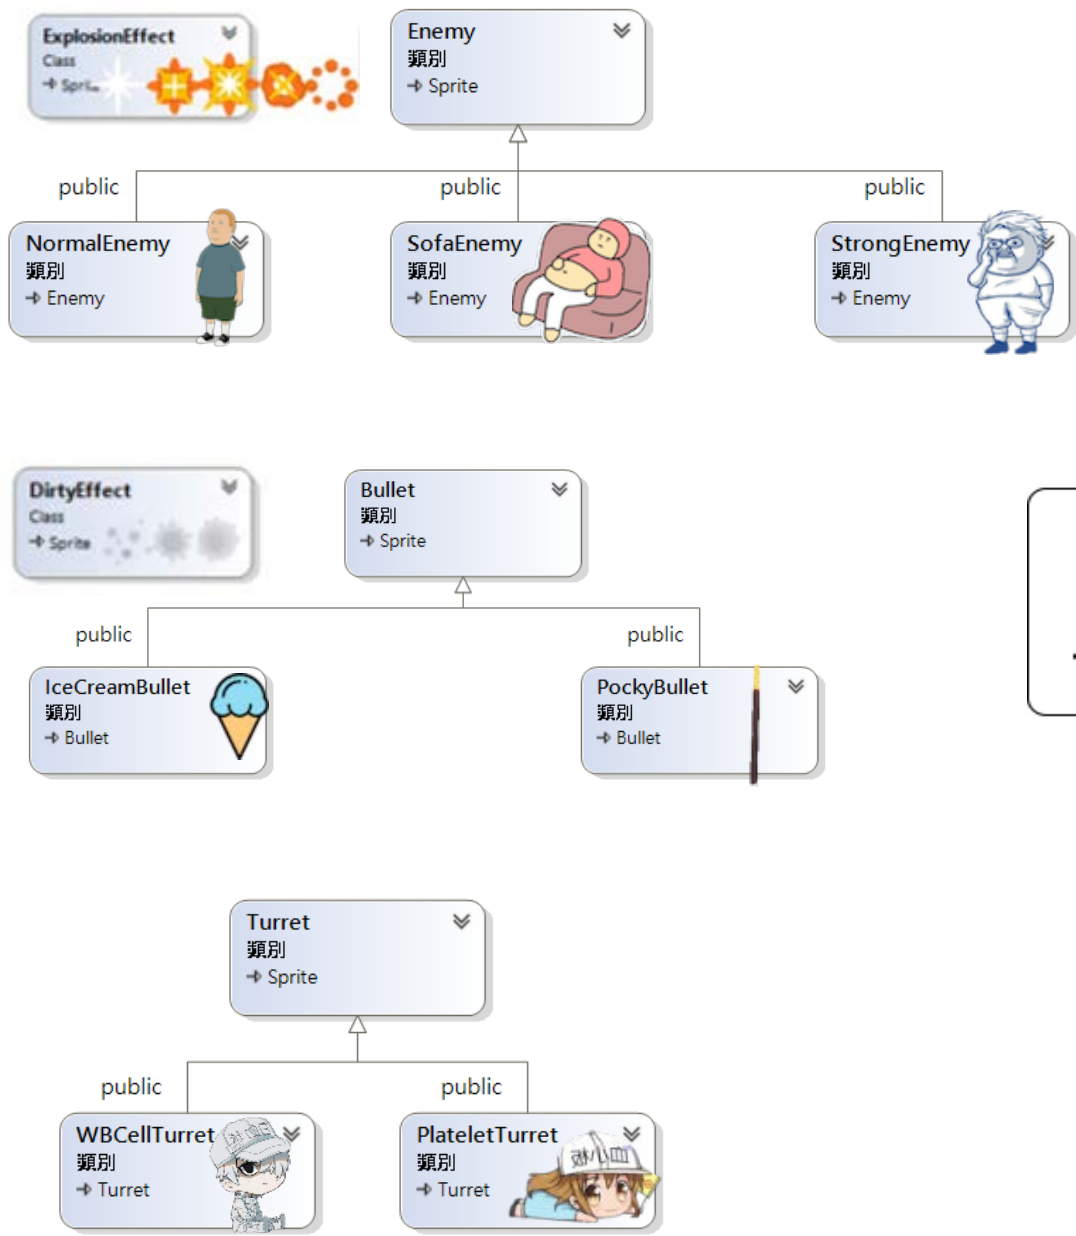 ExplosionEffect
Class
Spri...
Enemy
類別
Sprite
public
public
public
NormalEnemy
類別
Enemy
SofaEnemy
類別
Enemy
StrongEnemy
類別
Enemy
DirtyEffect
Class
Sprite
Bullet
類別
Sprite
public
public
IceCreamBullet
類別
Bullet
PockyBullet
類別
Bullet
Turret
類別
Sprite
public
public
WBCellTurret
類別
Turret
PlateletTurret
類別
Turret